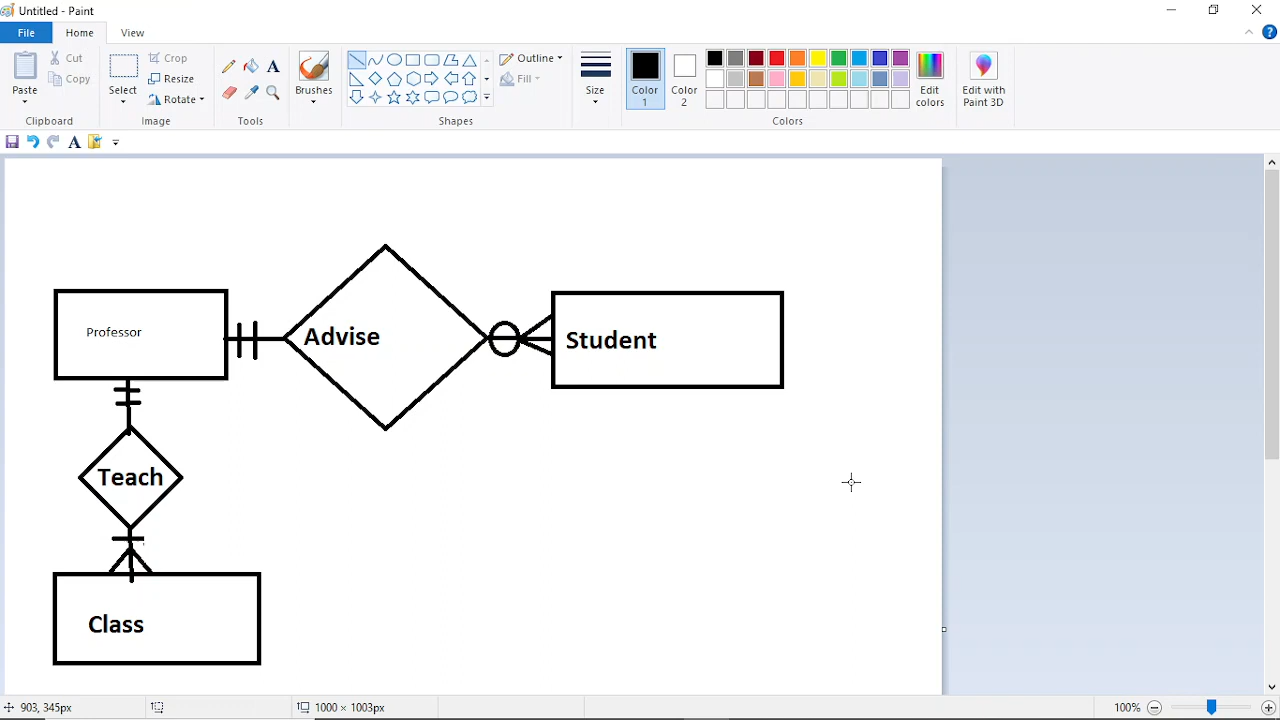 Untitled - Paint
File Home View
Paste
Cut
Copy
Clipboard
Select
Crop
Resize
Rotate
Image
A
Tools
Brushes
Shapes
Outline
Fill
Size
Color
1
Color
2
Colors
Edit
colors
Edit with
Paint 3D
A
Professor
Advise
Student
Teach
Class
903, 345px
1000 × 1003px
100%